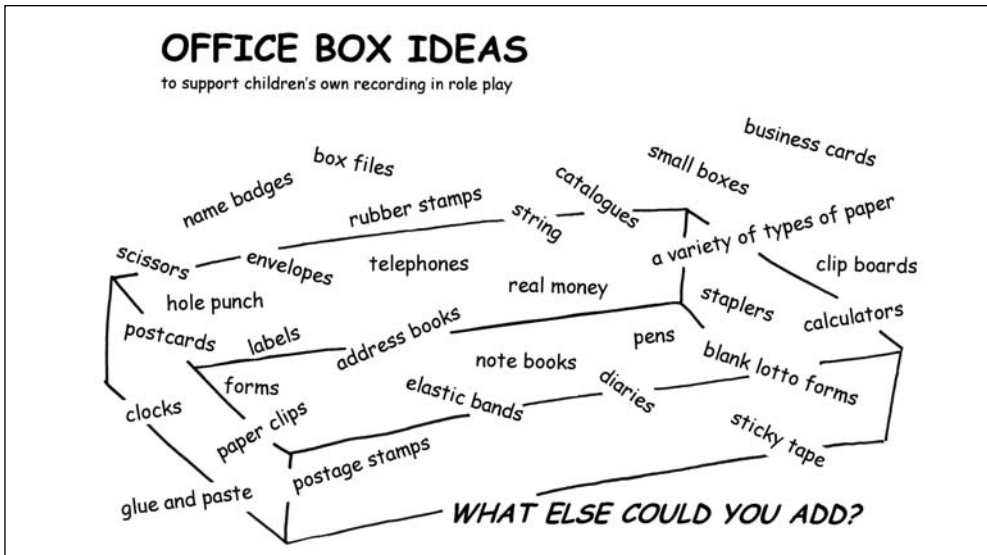 OFFICE BOX IDEAS
to support children's own recording in role play
business cards
box files
small boxes
name badges
catalogues
rubber stamps
string
a variety of types of paper
scissors
envelopes
telephones
clip boards
hole punch
real money
staplers
postcards
labels
address books
calculators
pens
note books
blank lotto forms
forms
elastic bands
diaries
clocks
paper clips
sticky tape
postage stamps
glue and paste
WHAT ELSE COULD YOU ADD?